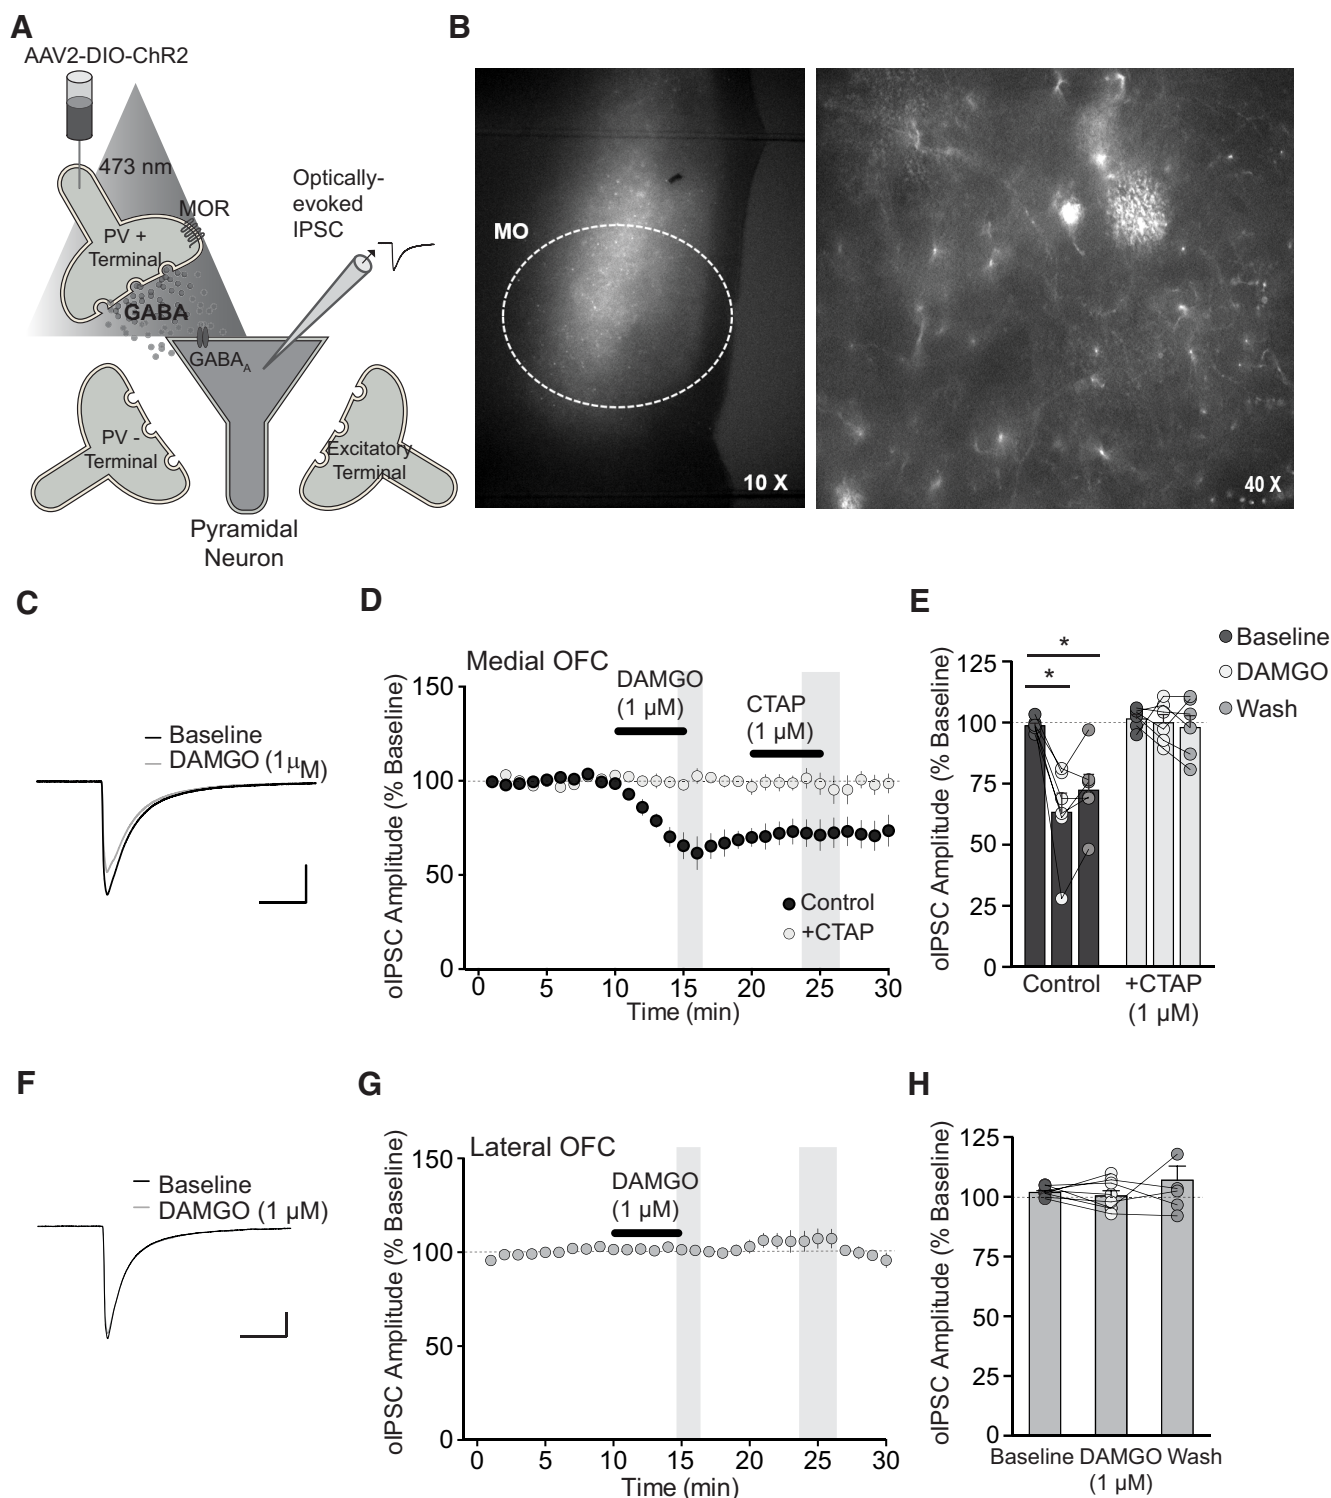 A
AAV2-DIO-ChR2
473 nm
MOR
PV +
Terminal
GABA
GABAA
Optically-
evoked
IPSC
PV -
Terminal
Excitatory
Terminal
Pyramidal
Neuron
B
MO
10 X
40 X
C
Baseline
DAMGO (1μM)
D
Medial OFC
oIPSC Amplitude (% Baseline)
150
100
50
0
DAMGO
(1 μM)
CTAP
(1 μM)
Control
+CTAP
0 5 10 15 20 25 30
Time (min)
E
oIPSC Amplitude (% Baseline)
125
100
75
50
25
0
*
*
Baseline
DAMGO
Wash
Control
+CTAP
(1 μM)
F
Baseline
DAMGO (1 μM)
G
Lateral OFC
oIPSC Amplitude (% Baseline)
150
100
50
0
DAMGO
(1 μM)
0 5 10 15 20 25 30
Time (min)
H
oIPSC Amplitude (% Baseline)
125
100
75
50
25
0
Baseline DAMGO Wash
(1 μM)